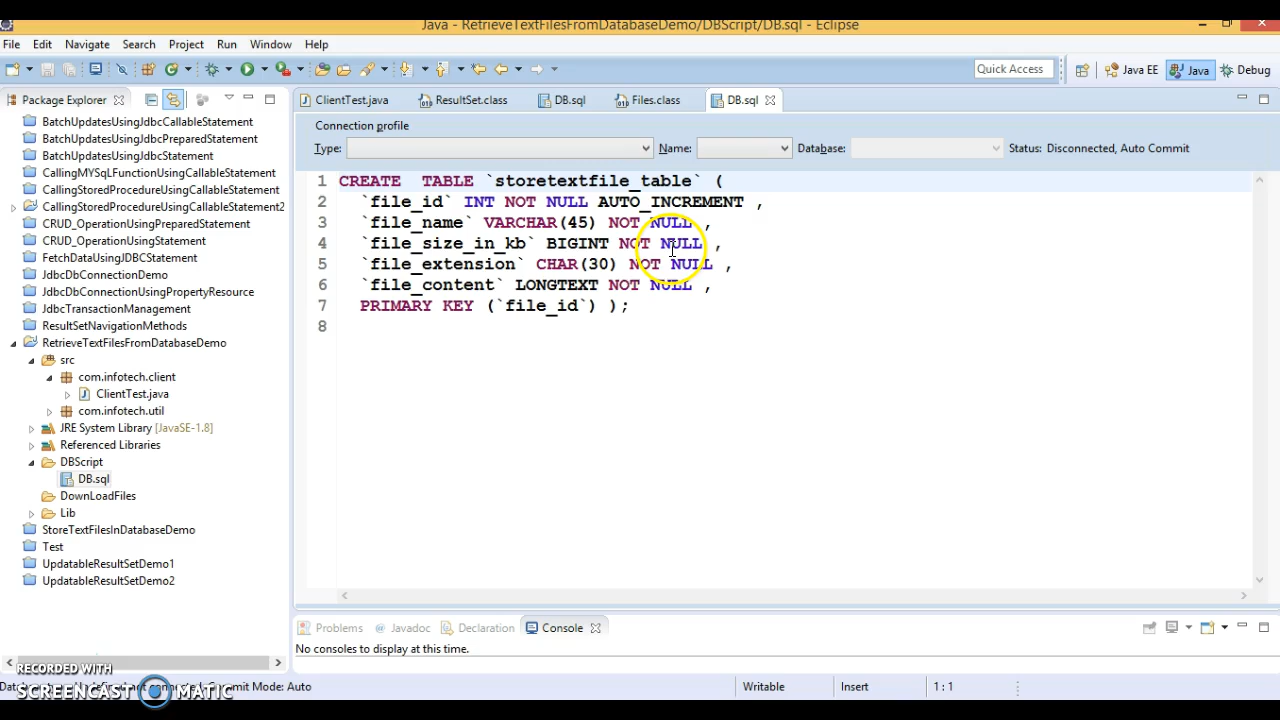 Java - RetrieveTextFilesFromDatabaseDemo/DBScript/DB.sql - Eclipse
File Edit Navigate Search Project Run Window Help
Quick Access Java EE Java Debug
Package Explorer
ClientTest.java ResultSet.class DB.sql Files.class DB.sql
BatchUpdatesUsingJdbcCallableStatement
BatchUpdatesUsingJdbcPreparedStatement
BatchUpdatesUsingJdbcStatement
CallingMYSqLFunctionUsingCallableStatement
CallingStoredProcedureUsingCallableStatement
CallingStoredProcedureUsingCallableStatement2
CRUD_OperationUsingPreparedStatement
CRUD_OperationUsingStatement
FetchDataUsingJDBCStatement
JdbcDbConnectionDemo
JdbcDbConnectionUsingPropertyResource
JdbcTransactionManagement
ResultSetNavigationMethods
RetrieveTextFilesFromDatabaseDemo
src
com.infotech.client
ClientTest.java
com.infotech.util
JRE System Library [JavaSE-1.8]
Referenced Libraries
DBScript
DB.sql
DownLoadFiles
Lib
StoreTextFilesInDatabaseDemo
Test
UpdatableResultSetDemo1
UpdatableResultSetDemo2
Connection profile
Type: Name: Database: Status: Disconnected, Auto Commit
1 CREATE  TABLE `storetextfile_table` (
2   `file_id` INT NOT NULL AUTO_INCREMENT ,
3   `file_name` VARCHAR(45) NOT NULL ,
4   `file_size_in_kb` BIGINT NOT NULL ,
5   `file_extension` CHAR(30) NOT NULL ,
6   `file_content` LONGTEXT NOT NULL ,
7   PRIMARY KEY (`file_id`) );
8
Problems Javadoc Declaration Console
No consoles to display at this time.
RECORDED WITH
SCREENCAST MATIC
Commit Mode: Auto Writable Insert 1 : 1